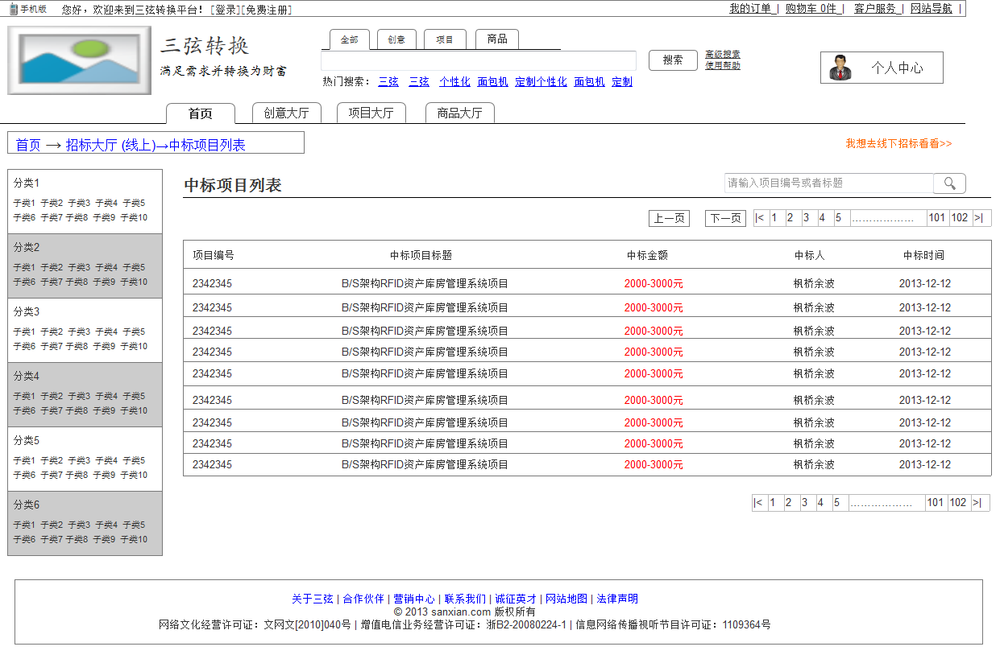 手机版 您好，欢迎来到三弦转换平台！[登录][免费注册] 我的订单 | 购物车 0件 | 客户服务 | 网站导航 |
三弦转换
满足需求并转换为财富
全部 创意 项目 商品
搜索 高级搜索
使用帮助
个人中心
热门搜索： 三弦 三弦 个性化 面包机 定制个性化 面包机 定制
首页 创意大厅 项目大厅 商品大厅
首页 → 招标大厅 (线上)→中标项目列表 我想去线下招标看看>>
分类1
子类1 子类2 子类3 子类4 子类5
子类6 子类7 子类8 子类9 子类10
分类2
子类1 子类2 子类3 子类4 子类5
子类6 子类7 子类8 子类9 子类10
分类3
子类1 子类2 子类3 子类4 子类5
子类6 子类7 子类8 子类9 子类10
分类4
子类1 子类2 子类3 子类4 子类5
子类6 子类7 子类8 子类9 子类10
分类5
子类1 子类2 子类3 子类4 子类5
子类6 子类7 子类8 子类9 子类10
分类6
子类1 子类2 子类3 子类4 子类5
子类6 子类7 子类8 子类9 子类10
中标项目列表 请输入项目编号或者标题
上一页 下一页 |< 1 2 3 4 5 ……………… 101 102 >|
项目编号 中标项目标题 中标金额 中标人 中标时间
2342345 B/S架构RFID资产库房管理系统项目 2000-3000元 枫桥余波 2013-12-12
2342345 B/S架构RFID资产库房管理系统项目 2000-3000元 枫桥余波 2013-12-12
2342345 B/S架构RFID资产库房管理系统项目 2000-3000元 枫桥余波 2013-12-12
2342345 B/S架构RFID资产库房管理系统项目 2000-3000元 枫桥余波 2013-12-12
2342345 B/S架构RFID资产库房管理系统项目 2000-3000元 枫桥余波 2013-12-12
2342345 B/S架构RFID资产库房管理系统项目 2000-3000元 枫桥余波 2013-12-12
2342345 B/S架构RFID资产库房管理系统项目 2000-3000元 枫桥余波 2013-12-12
2342345 B/S架构RFID资产库房管理系统项目 2000-3000元 枫桥余波 2013-12-12
2342345 B/S架构RFID资产库房管理系统项目 2000-3000元 枫桥余波 2013-12-12
|< 1 2 3 4 5 ……………… 101 102 >|
关于三弦 | 合作伙伴 | 营销中心 | 联系我们 | 诚征英才 | 网站地图 | 法律声明
© 2013 sanxian.com 版权所有
网络文化经营许可证：文网文[2010]040号 | 增值电信业务经营许可证：浙B2-20080224-1 | 信息网络传播视听节目许可证：1109364号